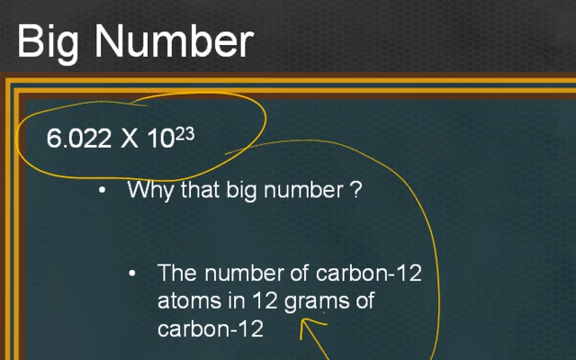 Big Number
6.022 X 10²³
• Why that big number ?
• The number of carbon-12
atoms in 12 grams of
carbon-12